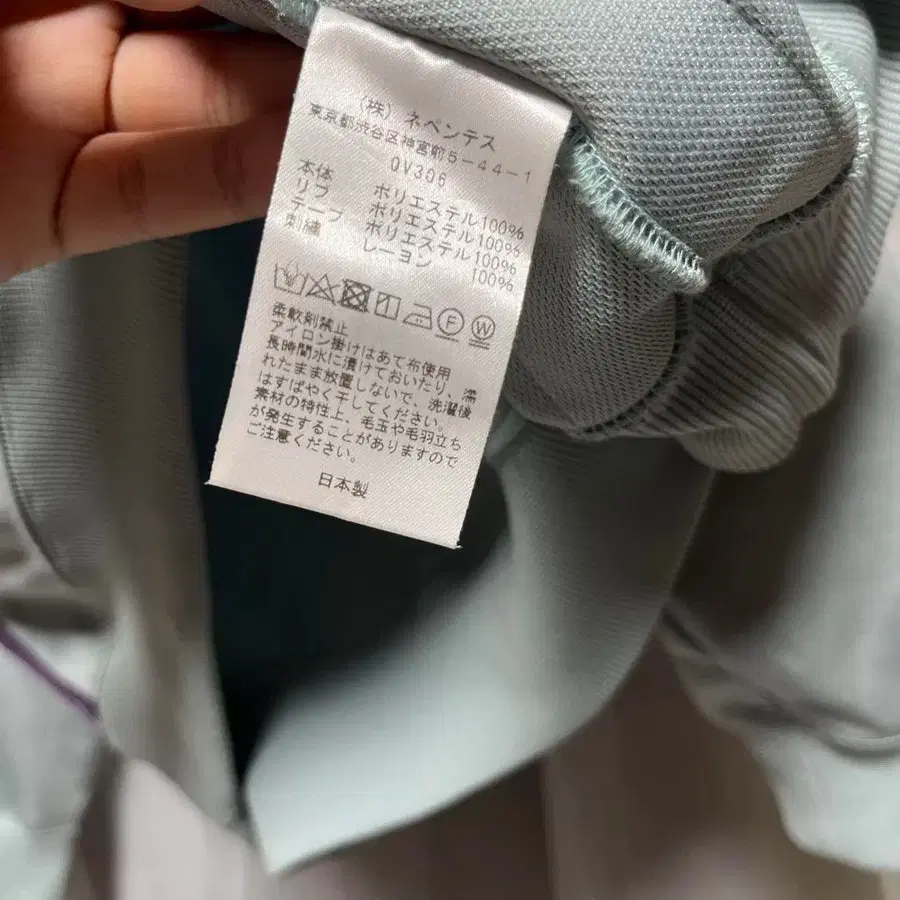 (株) ネペンテス
東京都渋谷区神宮前5-44-1
QV306
本体 ポリエステル100%
リブ ポリエステル100%
テープ ポリエステル100%
刺繍 レーヨン 100%
F W
柔軟剤禁止
アイロン掛けはあて布使用
長時間水に漬けておいたり、濡
れたまま放置しないで、洗濯後
はすばやく干してください。
素材の特性上、毛玉や毛羽立ち
が発生することがありますので
ご注意ください。
日本製